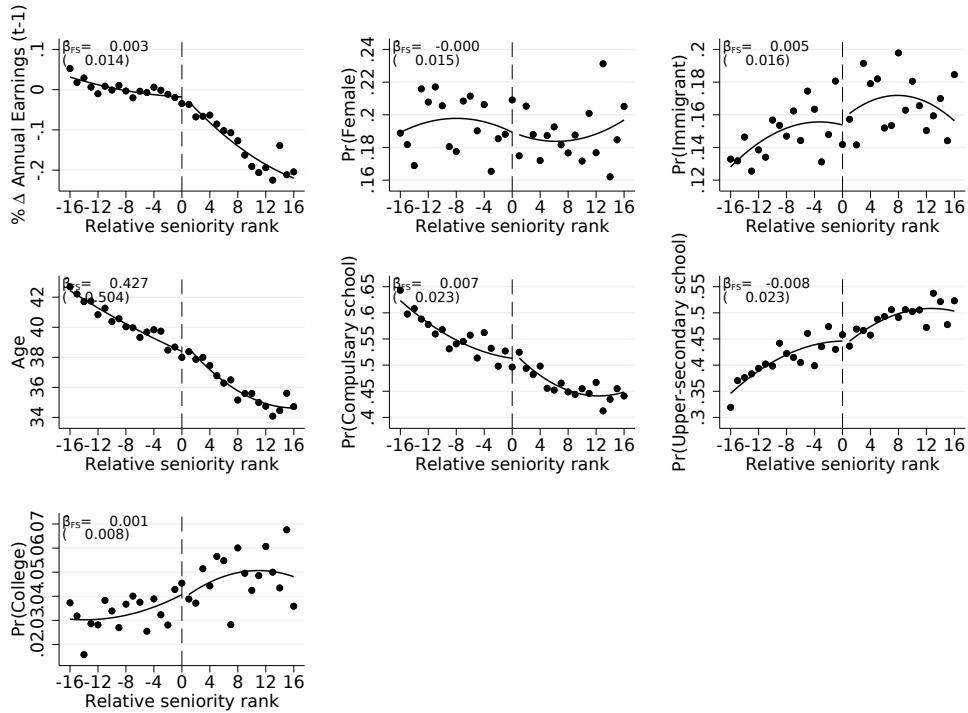 % Δ Annual Earnings (t-1)
.1
0
-.1
-.2
βFS= 0.003
( 0.014)
-16 -12 -8 -4 0 4 8 12 16
Relative seniority rank
Pr(Female)
.24
.22
.2
.18
.16
βFS= -0.000
( 0.015)
-16 -12 -8 -4 0 4 8 12 16
Relative seniority rank
Pr(Immigrant)
.2
.18
.16
.14
.12
βFS= 0.005
( 0.016)
-16 -12 -8 -4 0 4 8 12 16
Relative seniority rank
Age
42
40
38
36
34
βFS= 0.427
( 0.504)
-16 -12 -8 -4 0 4 8 12 16
Relative seniority rank
Pr(Compulsary school)
.65
.6
.55
.5
.45
.4
βFS= 0.007
( 0.023)
-16 -12 -8 -4 0 4 8 12 16
Relative seniority rank
Pr(Upper-secondary school)
.55
.5
.45
.4
.35
.3
βFS= -0.008
( 0.023)
-16 -12 -8 -4 0 4 8 12 16
Relative seniority rank
Pr(College)
.07
.06
.05
.04
.03
.02
βFS= 0.001
( 0.008)
-16 -12 -8 -4 0 4 8 12 16
Relative seniority rank